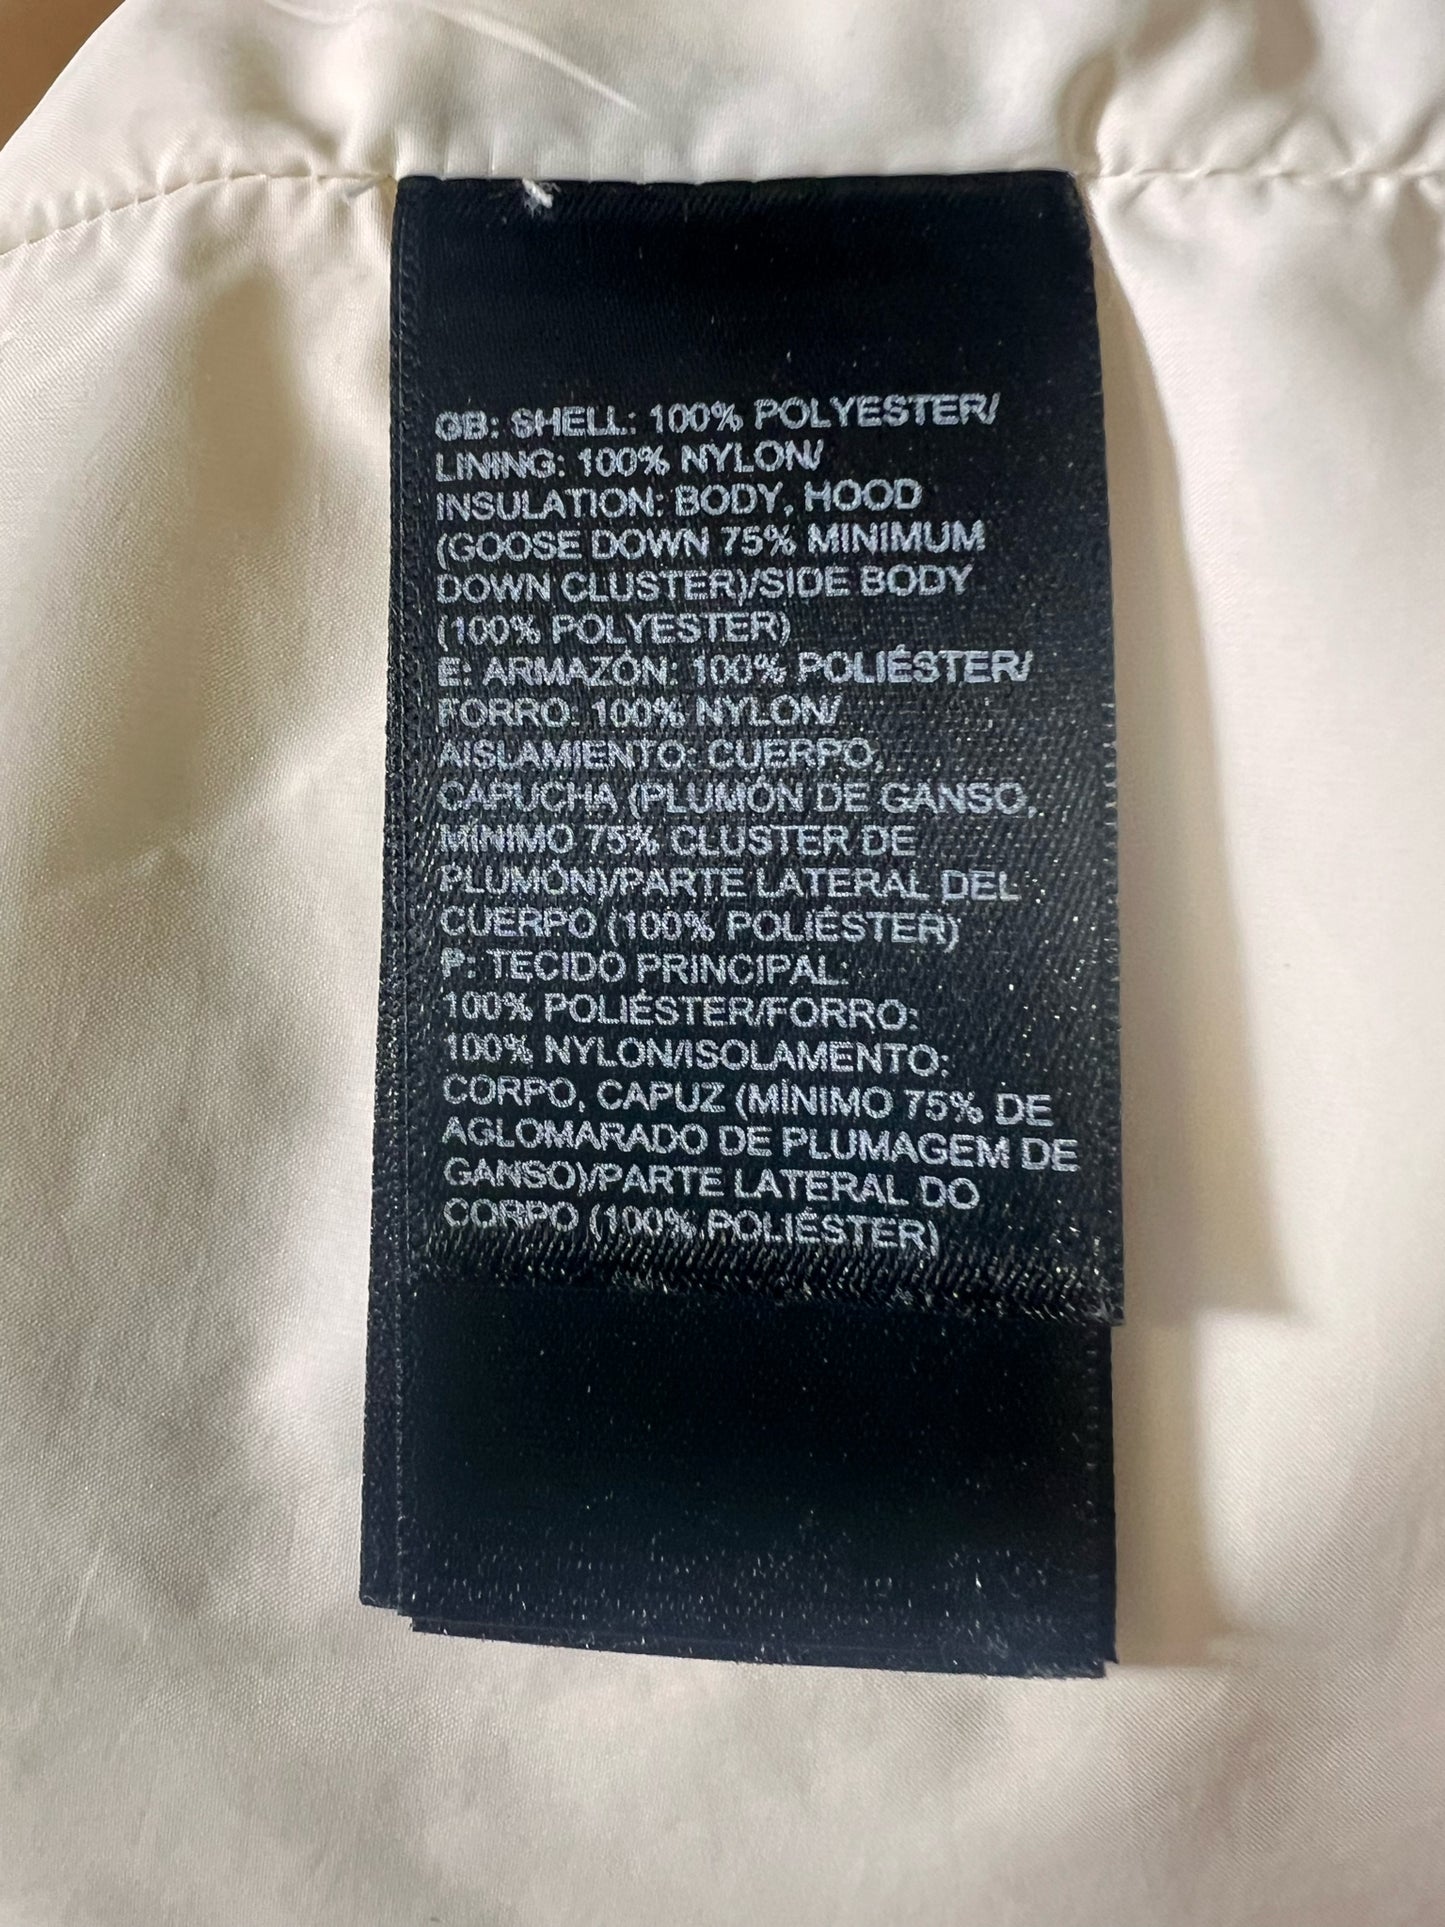 GB: SHELL: 100% POLYESTER/
LINING: 100% NYLON/
INSULATION: BODY, HOOD
(GOOSE DOWN 75% MINIMUM
DOWN CLUSTER)/SIDE BODY
(100% POLYESTER)
E: ARMAZÓN: 100% POLIÉSTER/
FORRO: 100% NYLON/
AISLAMIENTO: CUERPO,
CAPUCHA (PLUMÓN DE GANSO,
MÍNIMO 75% CLUSTER DE
PLUMÓN)/PARTE LATERAL DEL
CUERPO (100% POLIÉSTER)
P: TECIDO PRINCIPAL:
100% POLIÉSTER/FORRO:
100% NYLON/ISOLAMENTO:
CORPO, CAPUZ (MÍNIMO 75% DE
AGLOMARADO DE PLUMAGEM DE
GANSO)/PARTE LATERAL DO
CORPO (100% POLIÉSTER)